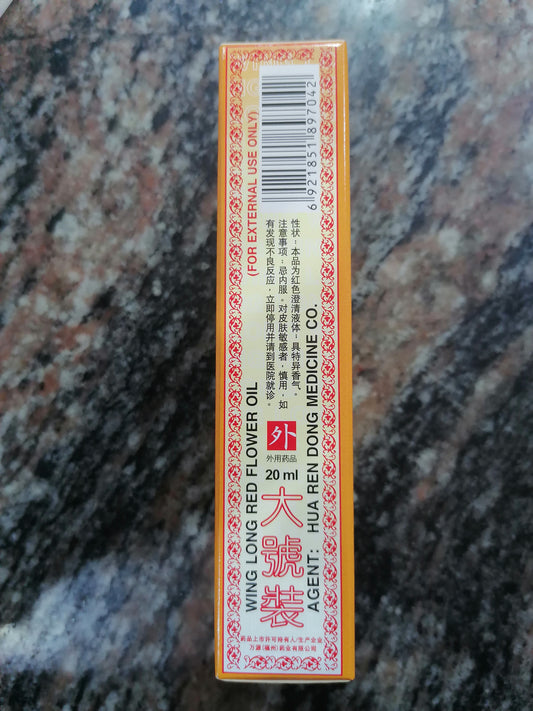 6 921851 897042
性状：本品为红色澄清液体；具特异香气。
注意事项：忌内服。对皮肤敏感者，慎用，如
有发现不良反应，立即停用并请到医院就诊。
外
外用药品
20 ml
大號裝
WING LONG RED FLOWER OIL
(FOR EXTERNAL USE ONLY)
AGENT: HUA REN DONG MEDICINE CO.
药品上市许可持有人/生产企业
万源(福州)药业有限公司